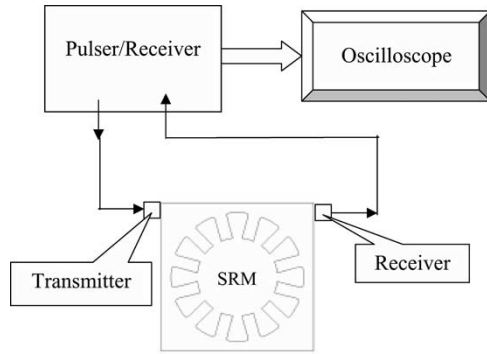 Pulser/Receiver
Oscilloscope
Transmitter
SRM
Receiver